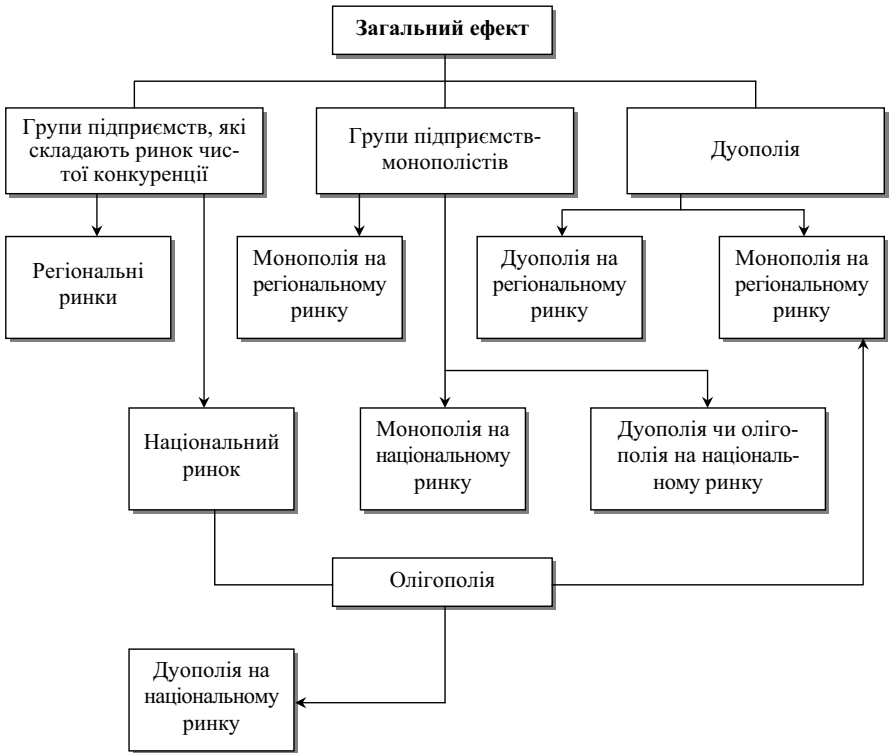 Загальний ефект
Групи підприємств, які
складають ринок чис-
тої конкуренції
Групи підприємств-
монополістів
Дуополія
Регіональні
ринки
Монополія на
регіональному
ринку
Дуополія на
регіональному
ринку
Монополія на
регіональному
ринку
Національний
ринок
Монополія на
національному
ринку
Дуополія чи оліго-
полія на національ-
ному ринку
Олігополія
Дуополія на
національному
ринку